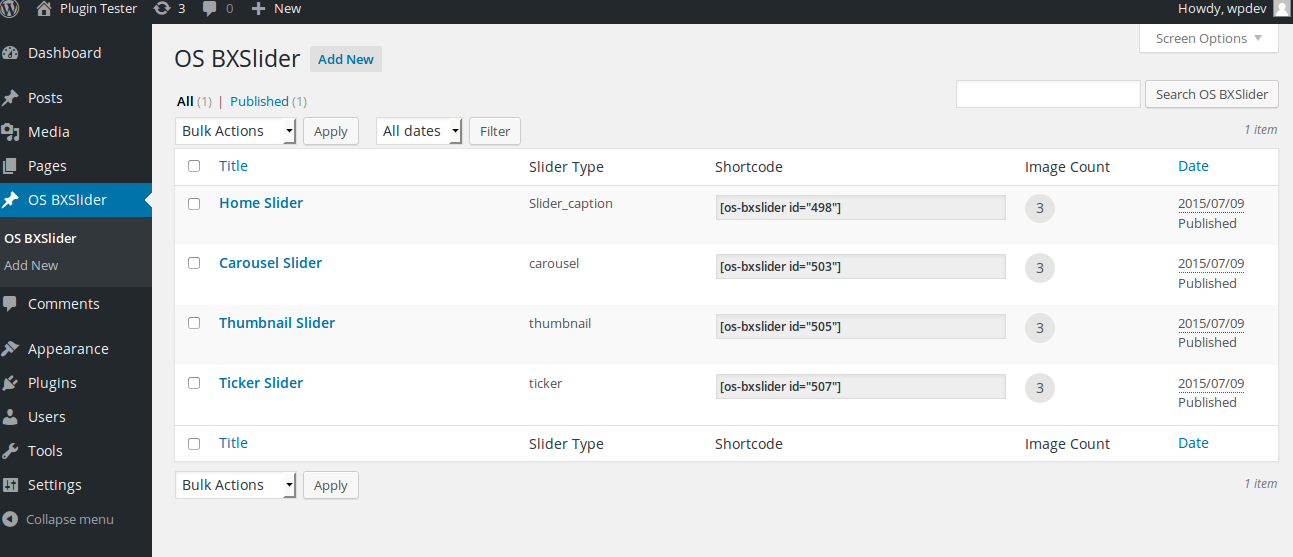 Plugin Tester 3 0 New Howdy, wpdev
Dashboard
Posts
Media
Pages
OS BXSlider
OS BXSlider
Add New
Comments
Appearance
Plugins
Users
Tools
Settings
Collapse menu
Screen Options
OS BXSlider Add New
All (1) | Published (1)
Search OS BXSlider
Bulk Actions Apply All dates Filter 1 item
Title Slider Type Shortcode Image Count Date
Home Slider Slider_caption [os-bxslider id="498"] 3 2015/07/09
Published
Carousel Slider carousel [os-bxslider id="503"] 3 2015/07/09
Published
Thumbnail Slider thumbnail [os-bxslider id="505"] 3 2015/07/09
Published
Ticker Slider ticker [os-bxslider id="507"] 3 2015/07/09
Published
Title Slider Type Shortcode Image Count Date
Bulk Actions Apply 1 item